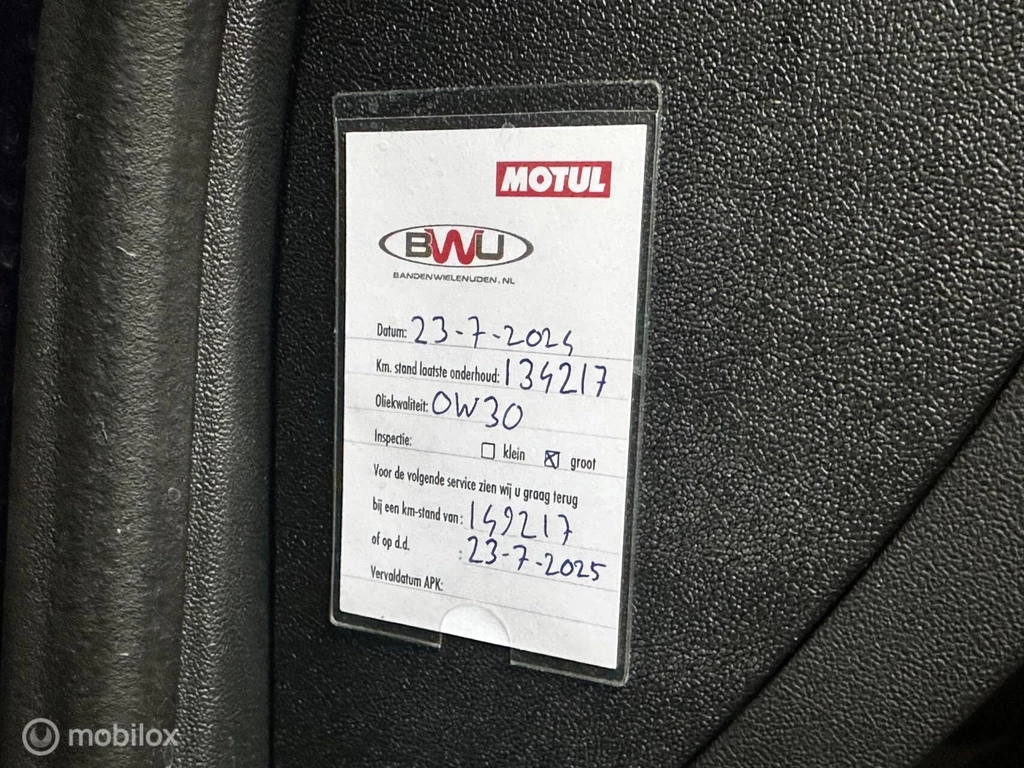 MOTUL
BWU
BANDENWIELENUDEN.NL
Datum: 23-7-2024
Km. stand laatste onderhoud: 134217
Oliekwaliteit: 0W30
Inspectie: klein groot
Voor de volgende service zien wij u graag terug
bij een km-stand van: 149217
of op d.d. : 23-7-2025
Vervaldatum APK:
mobilox